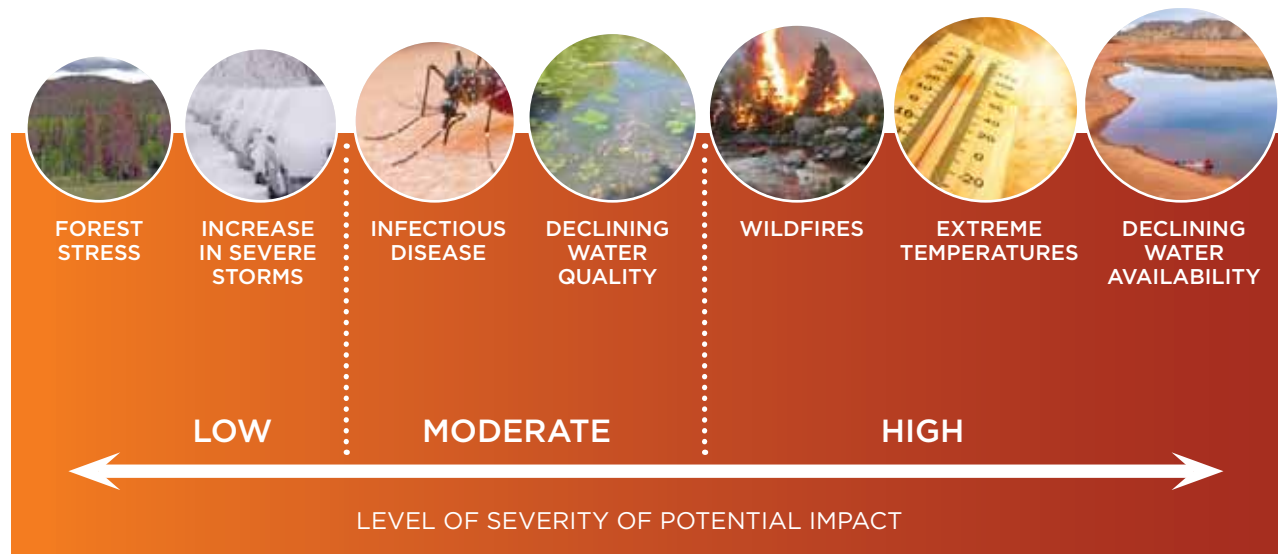 FOREST
STRESS
INCREASE
IN SEVERE
STORMS
INFECTIOUS
DISEASE
DECLINING
WATER
QUALITY
WILDFIRES
EXTREME
TEMPERATURES
DECLINING
WATER
AVAILABILITY
LOW
MODERATE
HIGH
LEVEL OF SEVERITY OF POTENTIAL IMPACT